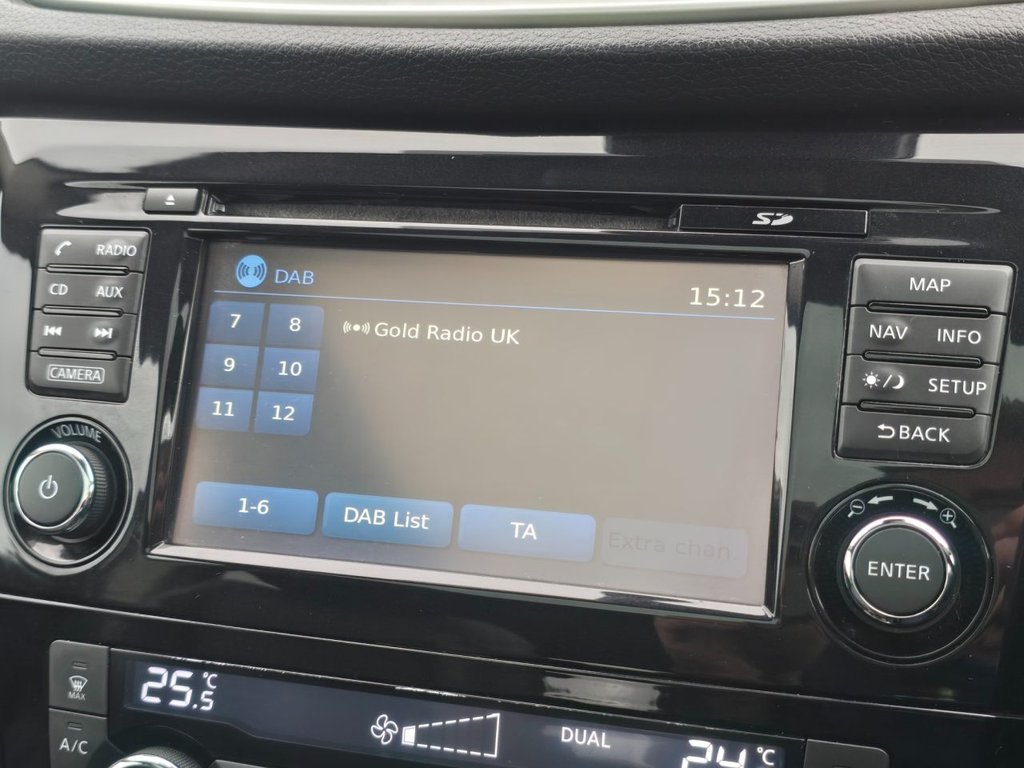 SD
RADIO
CD AUX
CAMERA
VOLUME
DAB
15:12
7 8
Gold Radio UK
9 10
11 12
1-6 DAB List TA Extra chan.
MAP
NAV INFO
SETUP
BACK
ENTER
MAX
A/C
25.5°C
DUAL
24°C